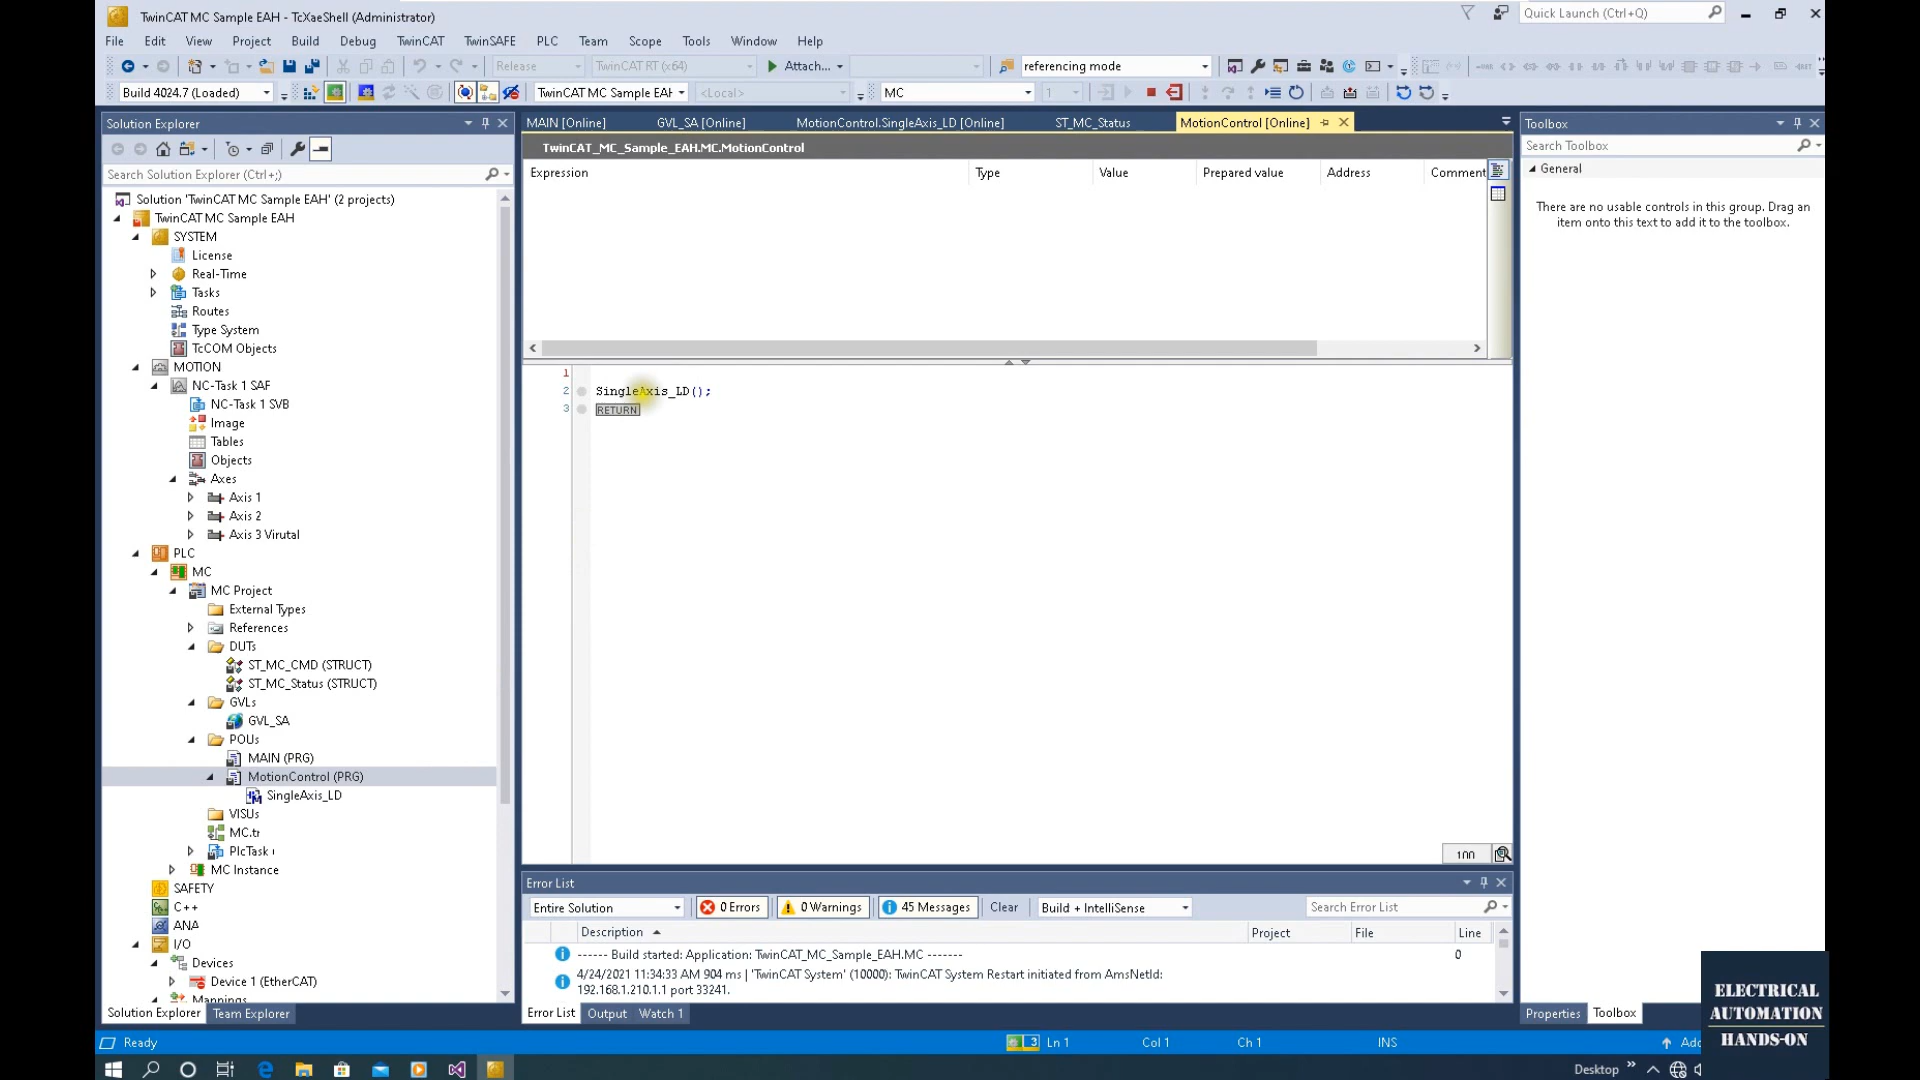 TwinCAT MC Sample EAH - TcXaeShell (Administrator)
Quick Launch (Ctrl+Q)
File Edit View Project Build Debug TwinCAT TwinSAFE PLC Team Scope Tools Window Help
Release TwinCAT RT (x64) Attach... referencing mode
Build 4024.7 (Loaded) TwinCAT MC Sample EAH <Local> MC 1
Solution Explorer
Search Solution Explorer (Ctrl+;)
Solution 'TwinCAT MC Sample EAH' (2 projects)
TwinCAT MC Sample EAH
SYSTEM
License
Real-Time
Tasks
Routes
Type System
TcCOM Objects
MOTION
NC-Task 1 SAF
NC-Task 1 SVB
Image
Tables
Objects
Axes
Axis 1
Axis 2
Axis 3 Virutal
PLC
MC
MC Project
External Types
References
DUTs
ST_MC_CMD (STRUCT)
ST_MC_Status (STRUCT)
GVLs
GVL_SA
POUs
MAIN (PRG)
MotionControl (PRG)
SingleAxis_LD
VISUs
MC.tr
PlcTask
MC Instance
SAFETY
C++
ANA
I/O
Devices
Device 1 (EtherCAT)
Mappings
Solution Explorer Team Explorer
MAIN [Online] GVL_SA [Online] MotionControl.SingleAxis_LD [Online] ST_MC_Status MotionControl [Online]
TwinCAT_MC_Sample_EAH.MC.MotionControl
Expression Type Value Prepared value Address Comment
1
2 SingleAxis_LD();
3 RETURN
100
Error List
Entire Solution 0 Errors 0 Warnings 45 Messages Clear Build + IntelliSense Search Error List
Description Project File Line
------ Build started: Application: TwinCAT_MC_Sample_EAH.MC ------- 0
4/24/2021 11:34:33 AM 904 ms | 'TwinCAT System' (10000): TwinCAT System Restart initiated from AmsNetId:
192.168.1.210.1.1 port 33241.
Error List Output Watch 1
Toolbox
Search Toolbox
General
There are no usable controls in this group. Drag an
item onto this text to add it to the toolbox.
Properties Toolbox
Ready 3 Ln 1 Col 1 Ch 1 INS
Desktop
ELECTRICAL
AUTOMATION
HANDS-ON